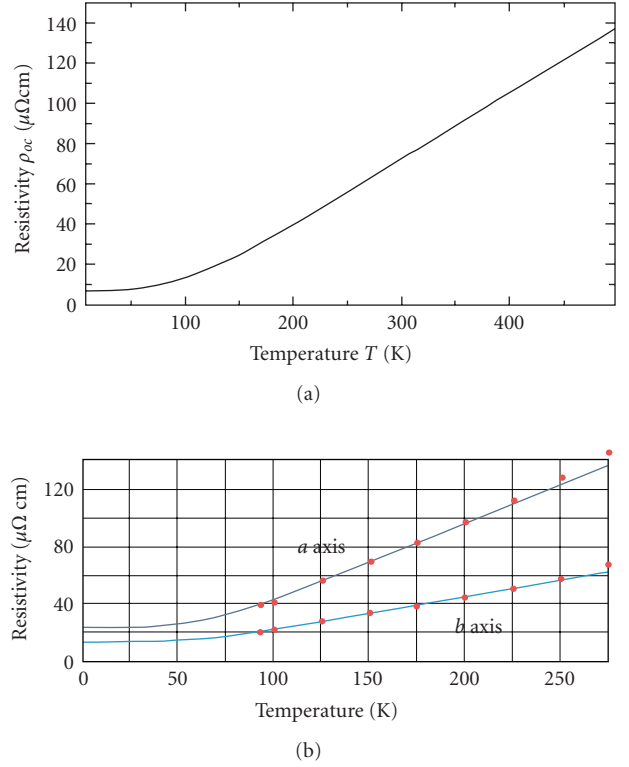 140
120
100
80
60
40
20
0
Resistivity ρoc (μΩcm)
100 200 300 400
Temperature T (K)
(a)
120
80
40
0
Resistivity (μΩ cm)
a axis
b axis
0 50 100 150 200 250
Temperature (K)
(b)